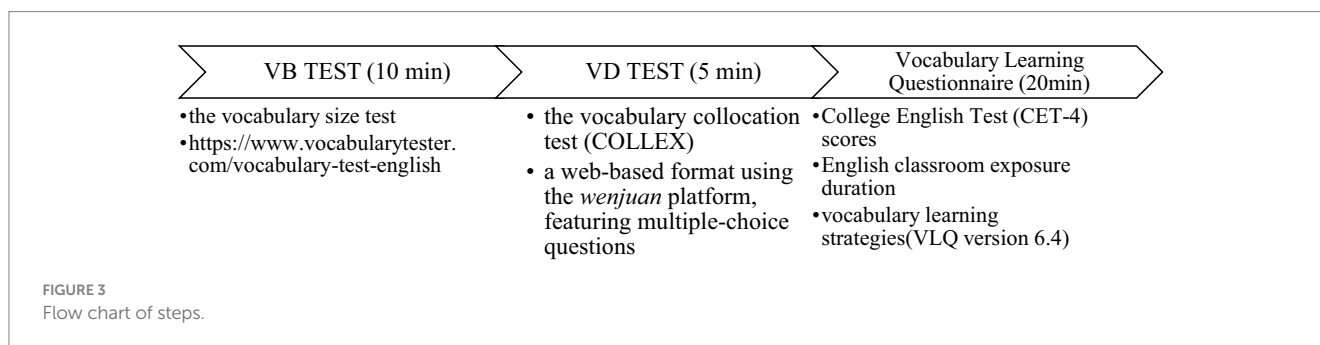 VB TEST (10 min)
VD TEST (5 min)
Vocabulary Learning
Questionnaire (20min)
•the vocabulary size test
•https://www.vocabularytester.
com/vocabulary-test-english
• the vocabulary collocation
test (COLLEX)
• a web-based format using
the wenjuan platform,
featuring multiple-choice
questions
•College English Test (CET-4)
scores
•English classroom exposure
duration
•vocabulary learning
strategies(VLQ version 6.4)
FIGURE 3
Flow chart of steps.